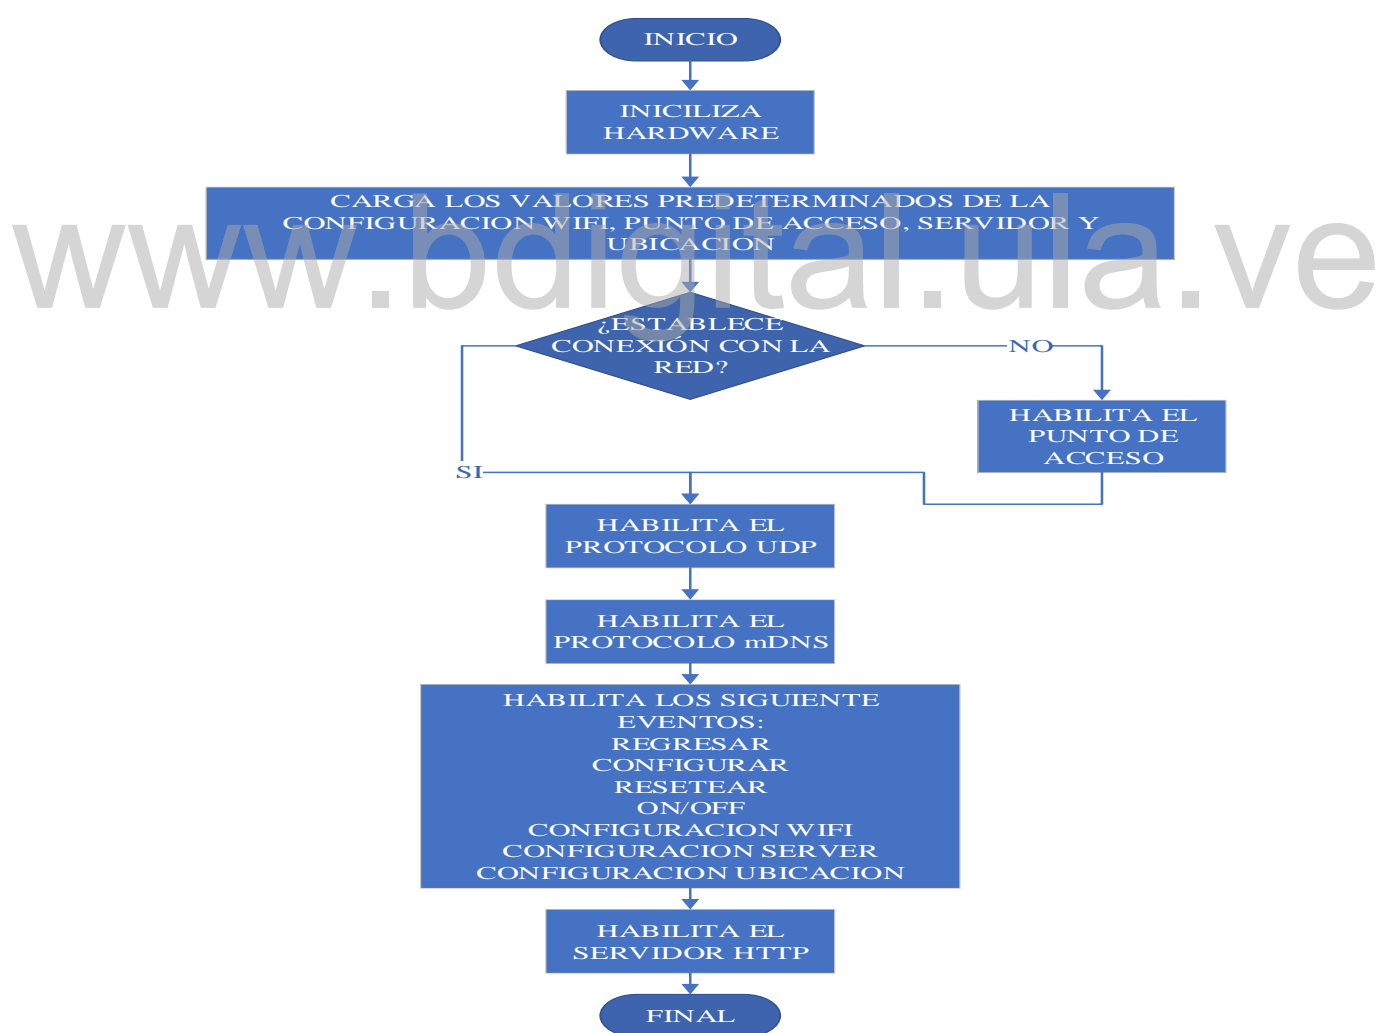 INICIO
INICILIZA
HARDWARE
CARGA LOS VALORES PREDETERMINADOS DE LA
CONFIGURACION WIFI, PUNTO DE ACCESO, SERVIDOR Y
UBICACION
www.bdigital.ula.ve
¿ESTABLECE
CONEXIÓN CON LA
RED?
NO
HABILITA EL
PUNTO DE
ACCESO
SI
HABILITA EL
PROTOCOLO UDP
HABILITA EL
PROTOCOLO mDNS
HABILITA LOS SIGUIENTE
EVENTOS:
REGRESAR
CONFIGURAR
RESETEAR
ON/OFF
CONFIGURACION WIFI
CONFIGURACION SERVER
CONFIGURACION UBICACION
HABILITA EL
SERVIDOR HTTP
FINAL